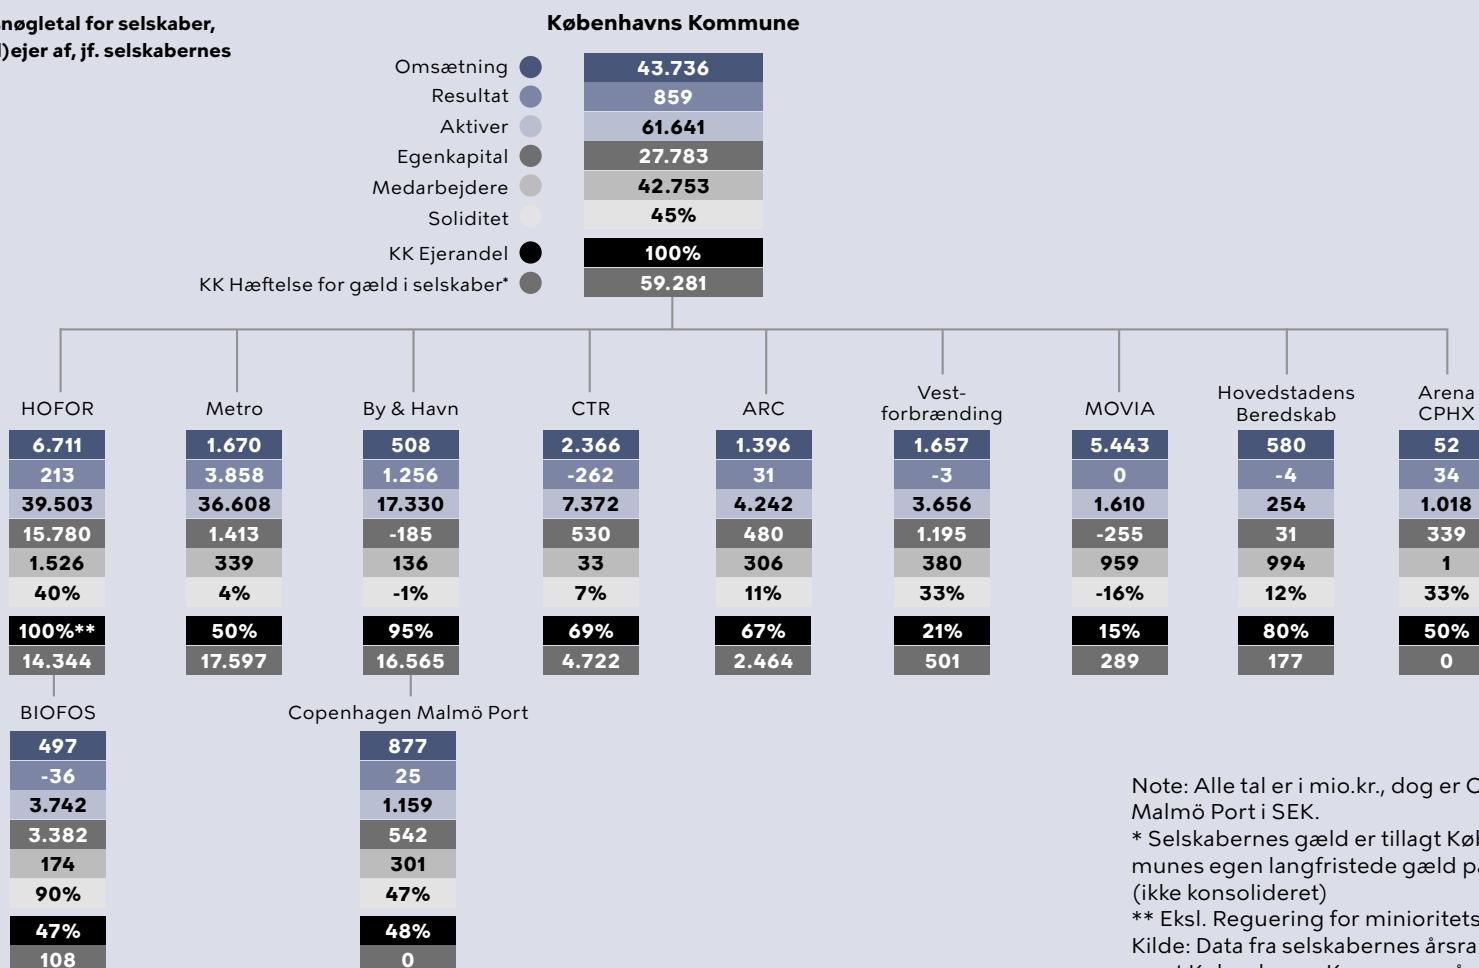 nøgletal for selskaber,
)ejer af, jf. selskabernes
Københavns Kommune
Omsætning 43.736
Resultat 859
Aktiver 61.641
Egenkapital 27.783
Medarbejdere 42.753
Soliditet 45%
KK Ejerandel 100%
KK Hæftelse for gæld i selskaber* 59.281
HOFOR
6.711
213
39.503
15.780
1.526
40%
100%**
14.344
Metro
1.670
3.858
36.608
1.413
339
4%
50%
17.597
By & Havn
508
1.256
17.330
-185
136
-1%
95%
16.565
CTR
2.366
-262
7.372
530
33
7%
69%
4.722
ARC
1.396
31
4.242
480
306
11%
67%
2.464
Vest-
forbrænding
1.657
-3
3.656
1.195
380
33%
21%
501
MOVIA
5.443
0
1.610
-255
959
-16%
15%
289
Hovedstadens
Beredskab
580
-4
254
31
994
12%
80%
177
Arena
CPHX
52
34
1.018
339
1
33%
50%
0
BIOFOS
497
-36
3.742
3.382
174
90%
47%
108
Copenhagen Malmö Port
877
25
1.159
542
301
47%
48%
0
Note: Alle tal er i mio.kr., dog er
Malmö Port i SEK.
* Selskabernes gæld er tillagt Køb
munes egen langfristede gæld p
(ikke konsolideret)
** Eksl. Reguering for minioritets
Kilde: Data fra selskabernes årsra